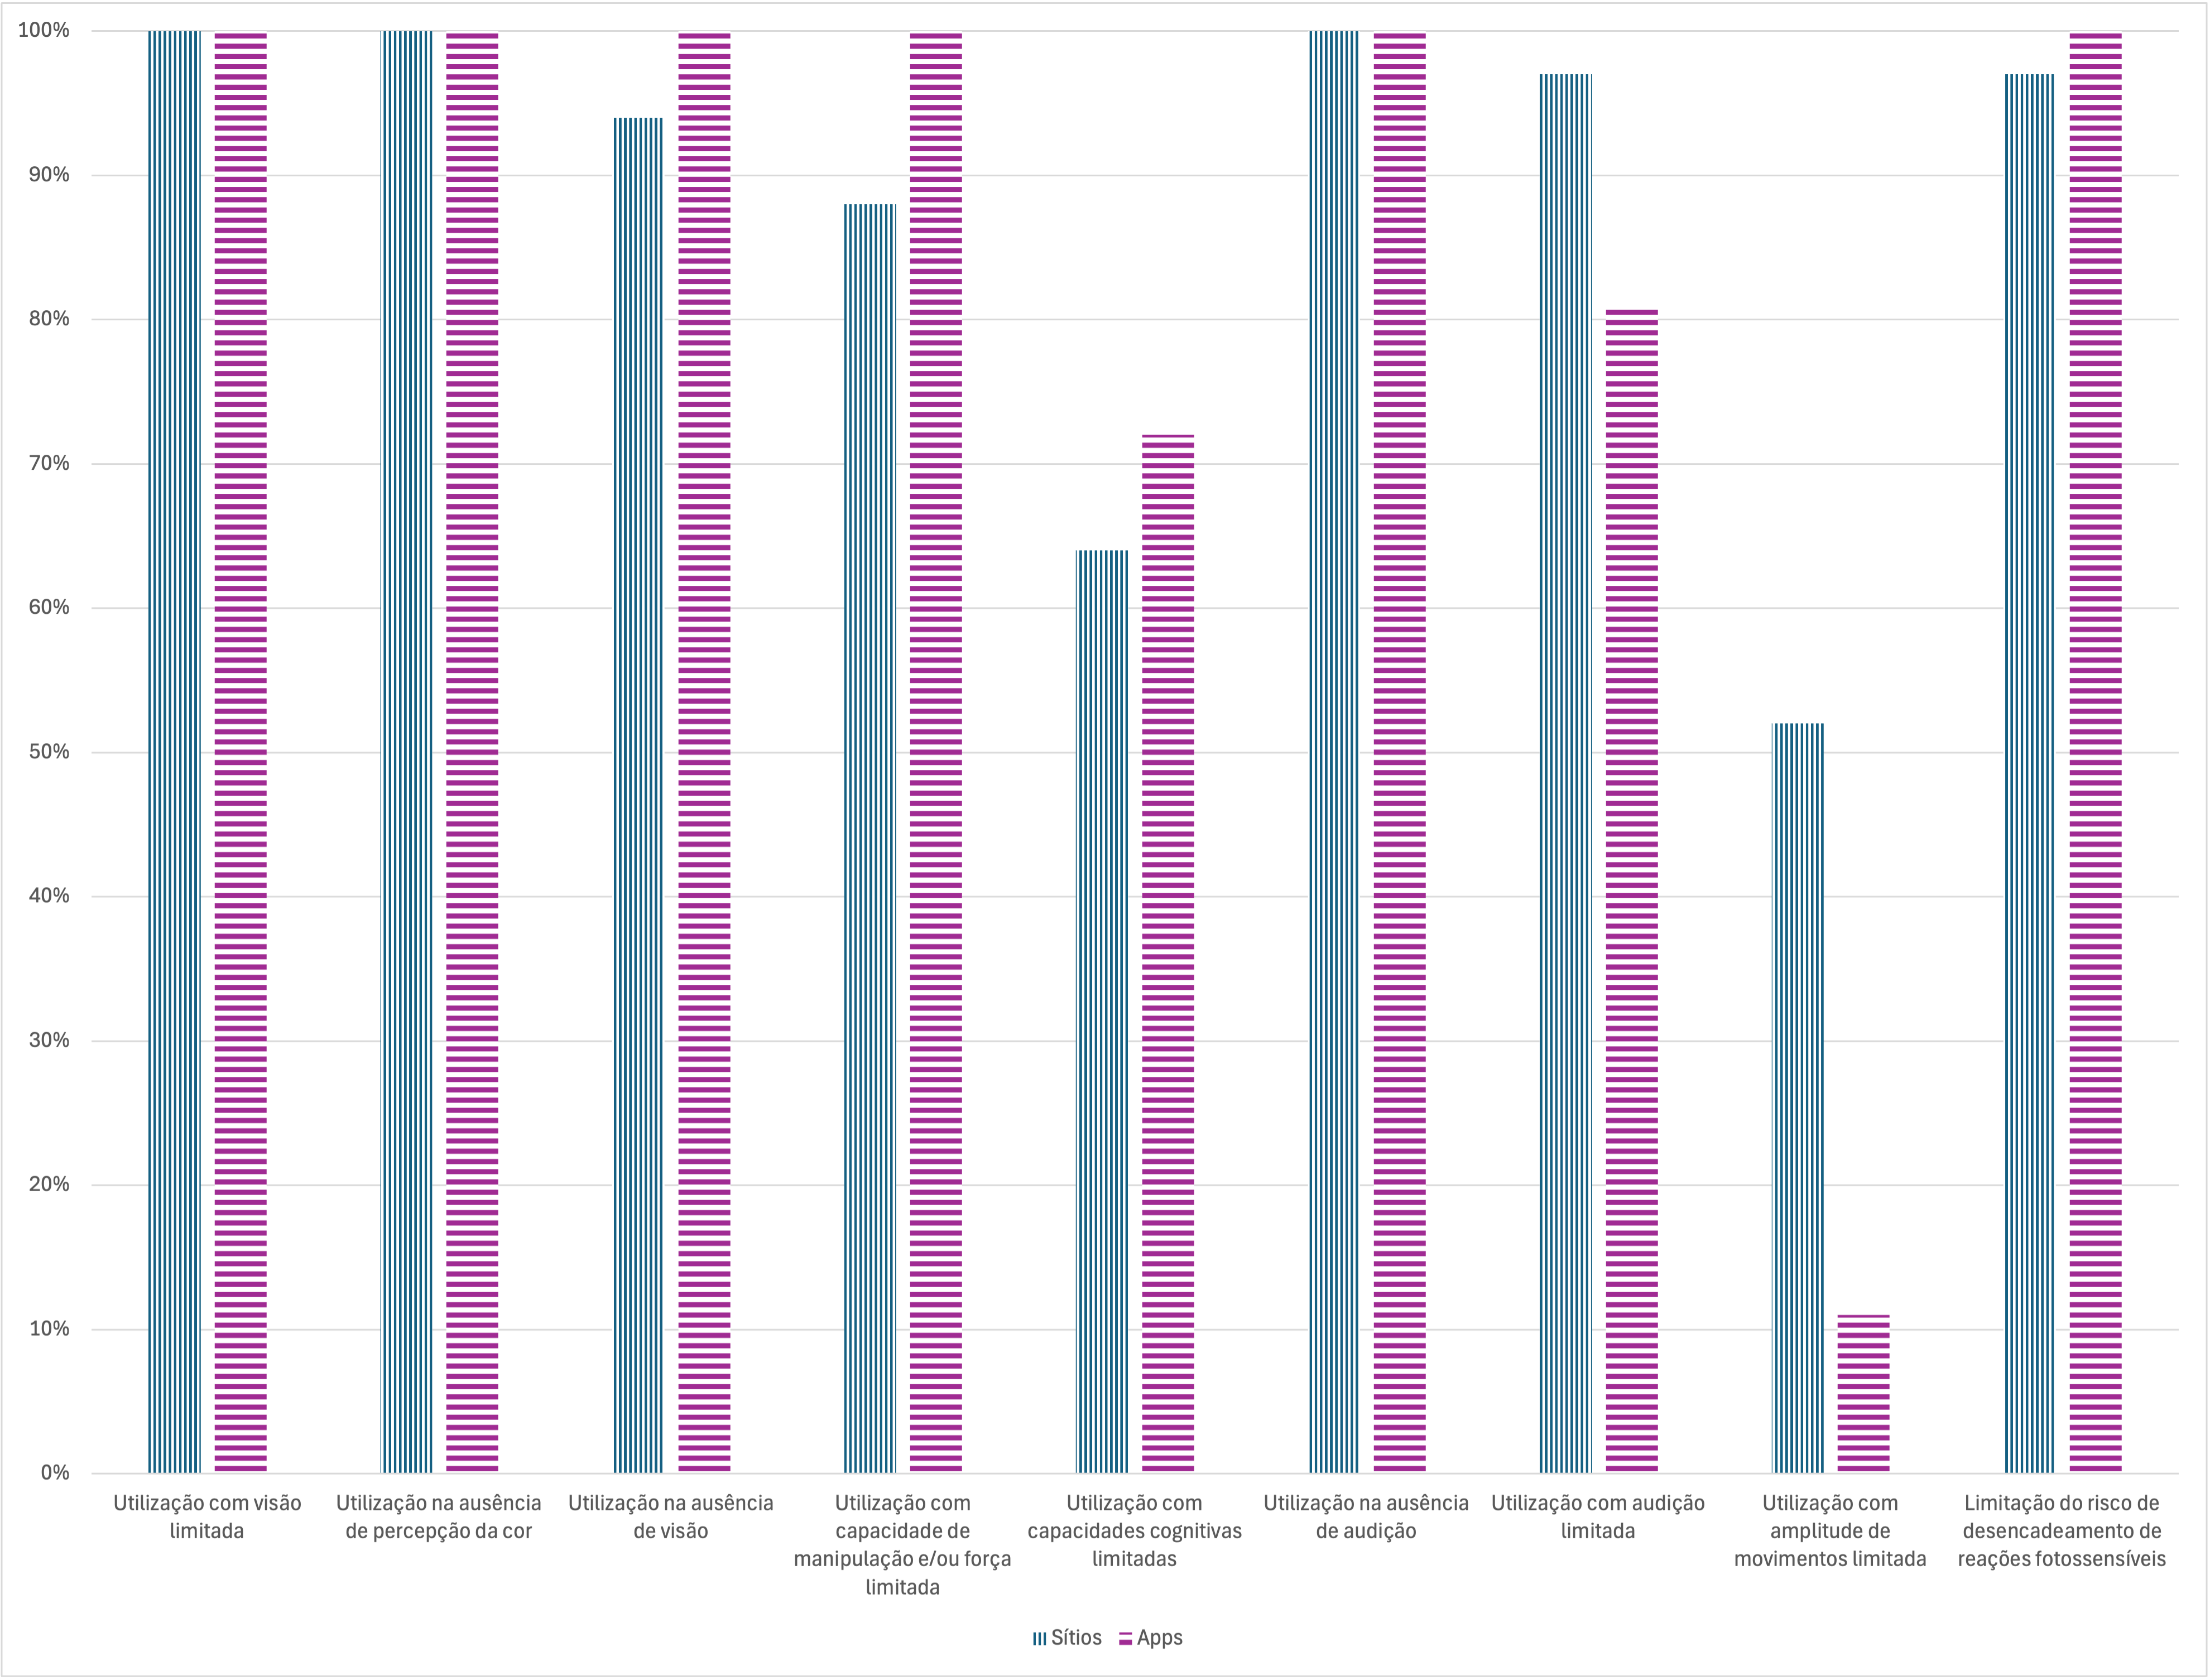 100%
90%
80%
70%
60%
50%
40%
30%
20%
10%
0%
Utilização com visão
limitada
Utilização na ausência
de percepção da cor
Utilização na ausência
de visão
Utilização com
capacidade de
manipulação e/ou força
limitada
Utilização com
capacidades cognitivas
limitadas
Utilização na ausência
de audição
Utilização com audição
limitada
Utilização com
amplitude de
movimentos limitada
Limitação do risco de
desencadeamento de
reações fotossensíveis
Sítios Apps